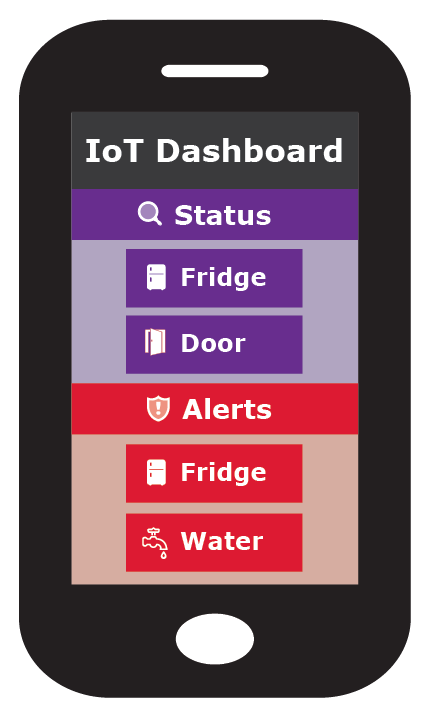 IoT Dashboard
Status
Fridge
Door
Alerts
Fridge
Water